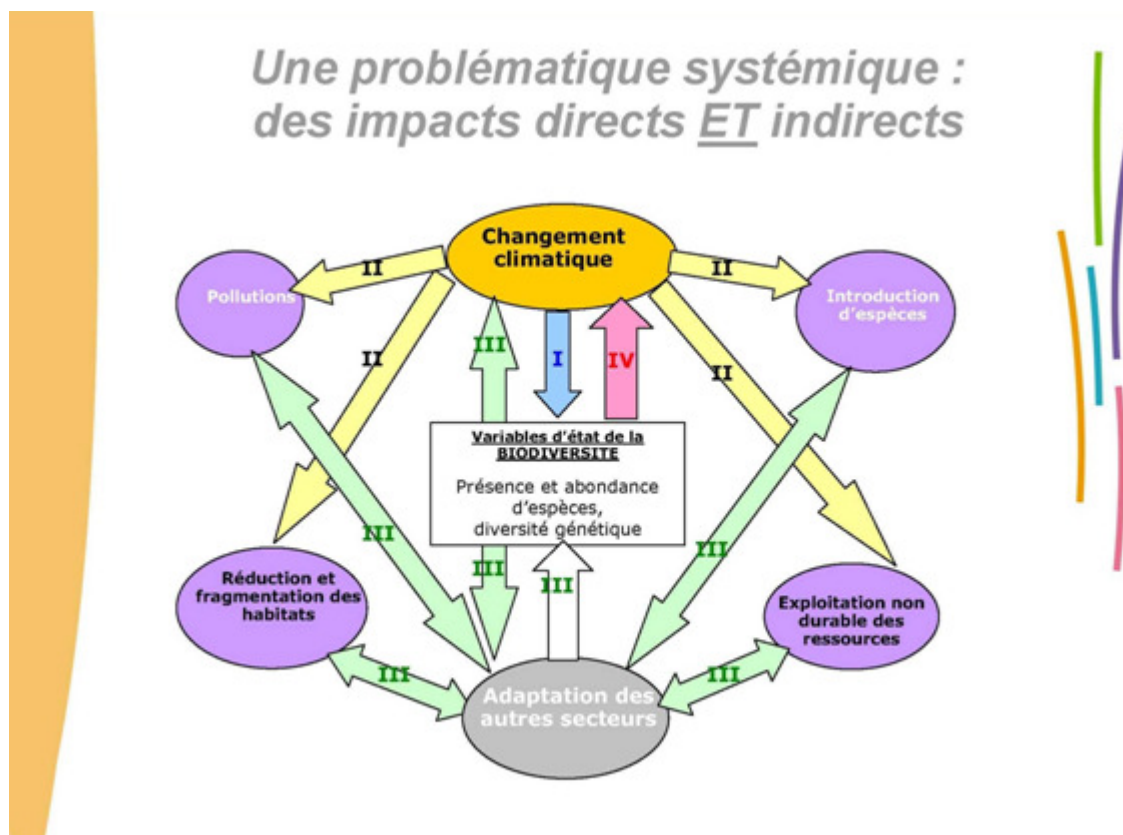 Une problématique systémique :
des impacts directs ET indirects
Changement
climatique
II
II
Pollutions
Introduction
d'espèces
II
III
I
IV
II
Variables d'état de la
BIODIVERSITE
Présence et abondance
d'espèces,
diversité génétique
III
III
III
III
Réduction et
fragmentation des
habitats
Exploitation non
durable des
ressources
III
III
Adaptation des
autres secteurs